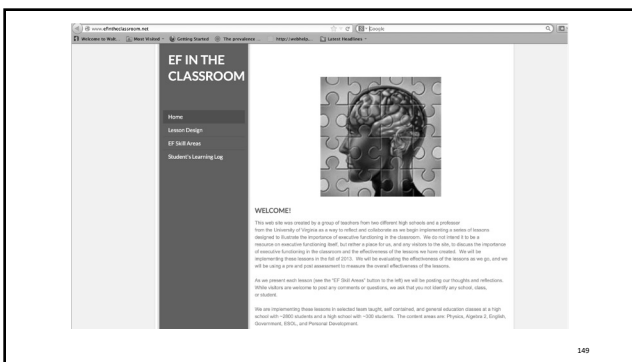 www.efintheclassroom.net
Google
Welcome to Walt... Most Visited Getting Started The prevalence ... http://webhelp... Latest Headlines
EF IN THE
CLASSROOM
Home
Lesson Design
EF Skill Areas
Student's Learning Log
WELCOME!
This web site was created by a group of teachers from two different high schools and a professor
from the University of Virginia as a way to reflect and collaborate as we begin implementing a series of lessons
designed to illustrate the importance of executive functioning in the classroom. We do not intend it to be a
resource on executive functioning itself, but rather a place for us, and any visitors to the site, to discuss the importance
of executive functioning in the classroom and the effectiveness of the lessons we have created. We will be
implementing these lessons in the fall of 2013. We will be evaluating the effectiveness of the lessons as we go, and we
will be using a pre and post assessment to measure the overall effectiveness of the lessons.
As we present each lesson (see the "EF Skill Areas" button to the left) we will be posting our thoughts and reflections.
While visitors are welcome to post any comments or questions, we ask that you not identify any school, class,
or student.
We are implementing these lessons in selected team taught, self contained, and general education classes at a high
school with ~2000 students and a high school with ~300 students. The content areas are: Physics, Algebra 2, English,
Government, ESOL, and Personal Development.
149